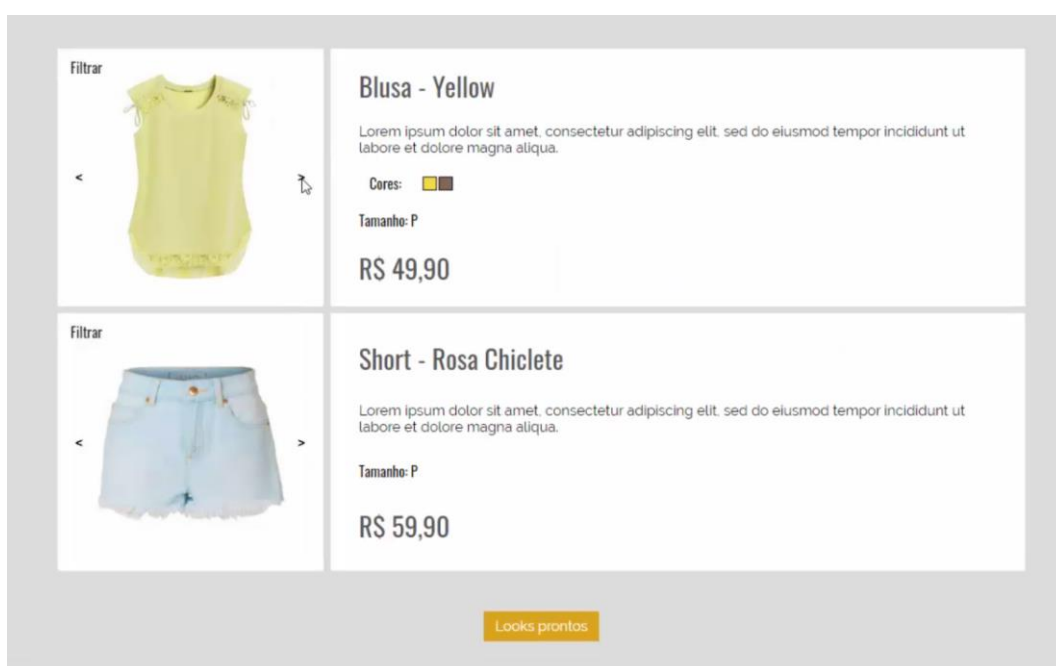 Filtrar
Blusa - Yellow
Lorem ipsum dolor sit amet, consectetur adipiscing elit, sed do eiusmod tempor incididunt ut
labore et dolore magna aliqua.
< >
Cores:
Tamanho: P
R$ 49,90
Filtrar
Short - Rosa Chiclete
Lorem ipsum dolor sit amet, consectetur adipiscing elit, sed do eiusmod tempor incididunt ut
labore et dolore magna aliqua.
< >
Tamanho: P
R$ 59,90
Looks prontos